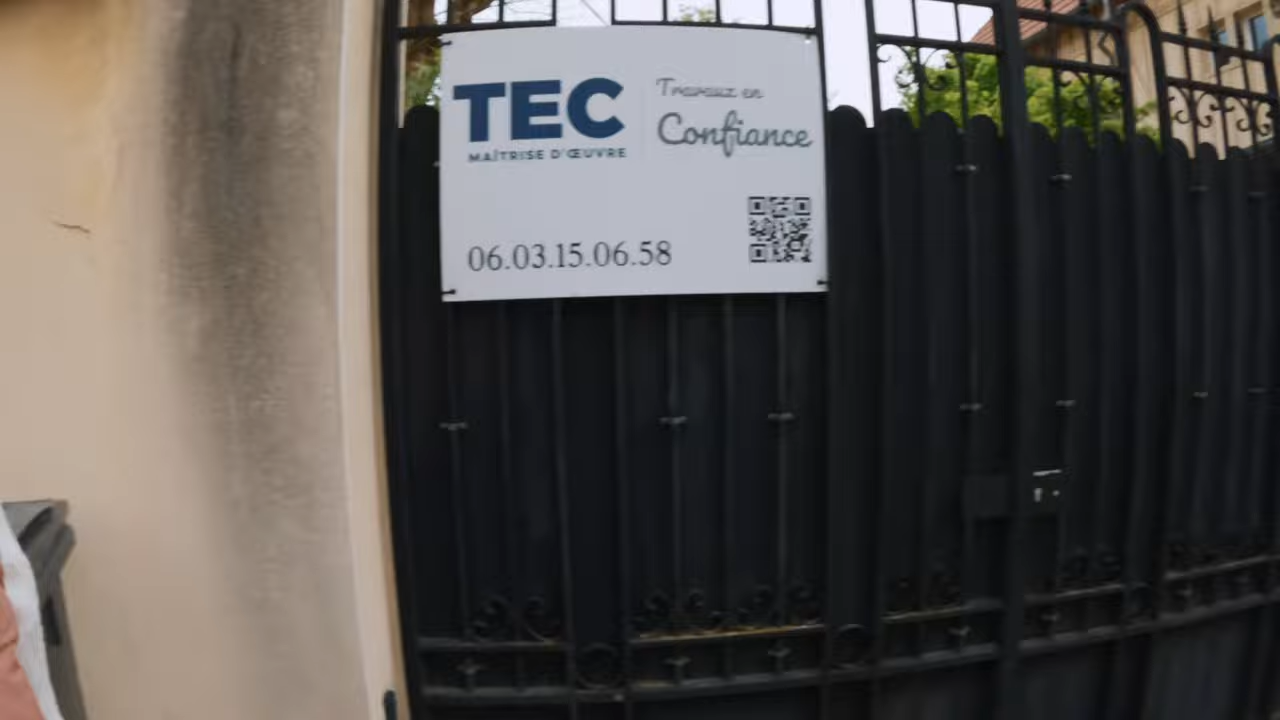 TEC
MAÎTRISE D'ŒUVRE
Travaux en
Confiance
06.03.15.06.58